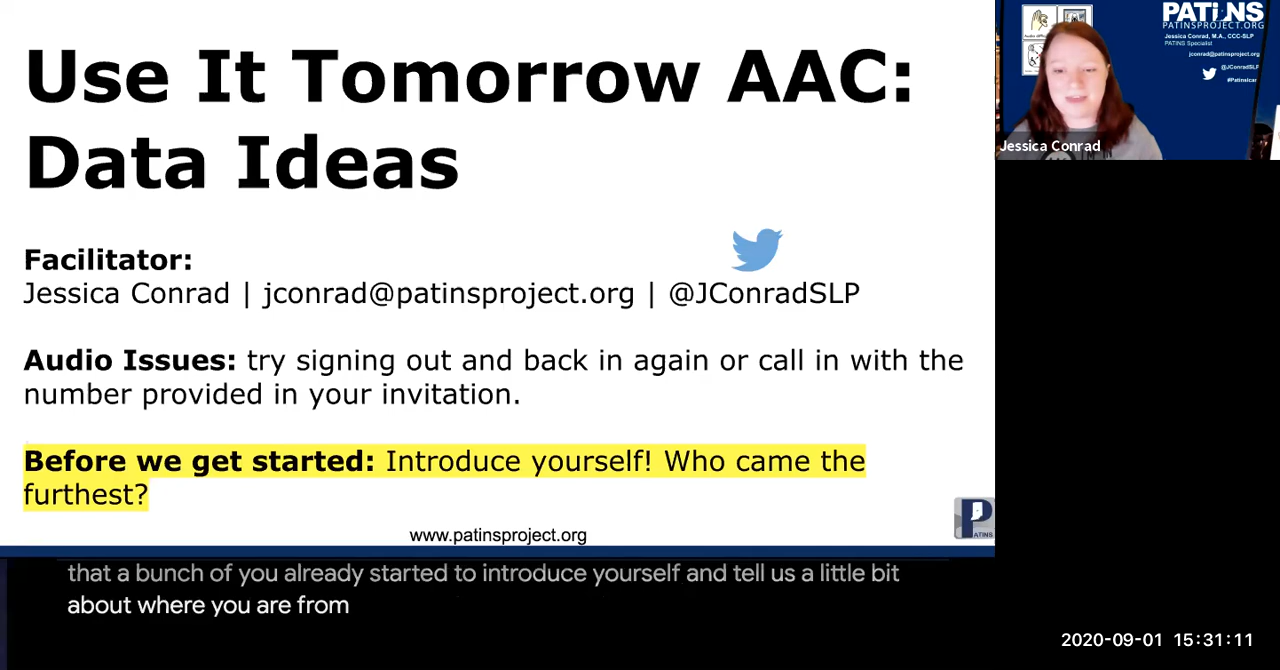 Use It Tomorrow AAC:
Data Ideas
Facilitator:
Jessica Conrad | jconrad@patinsproject.org | @JConradSLP
Audio Issues: try signing out and back in again or call in with the
number provided in your invitation.
Before we get started: Introduce yourself! Who came the
furthest?
www.patinsproject.org
PATINS
PATINS
PATINSPROJECT.ORG
Jessica Conrad, M.A., CCC-SLP
PATINS Specialist
jconrad@patinsproject.org
@JConradSLP
#PatinsIcam
Jessica Conrad
that a bunch of you already started to introduce yourself and tell us a little bit
about where you are from
2020-09-01 15:31:11